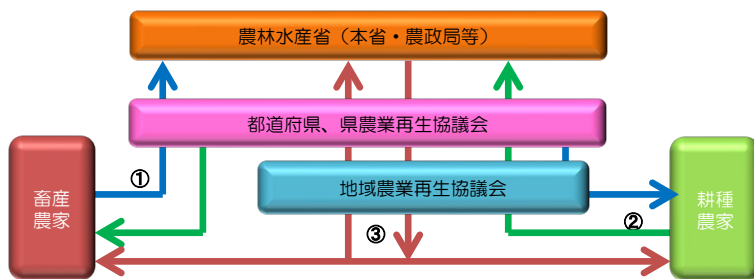 農林水産省（本省・農政局等）
都道府県、県農業再生協議会
①
地域農業再生協議会
畜産
農家
耕種
農家
②
③